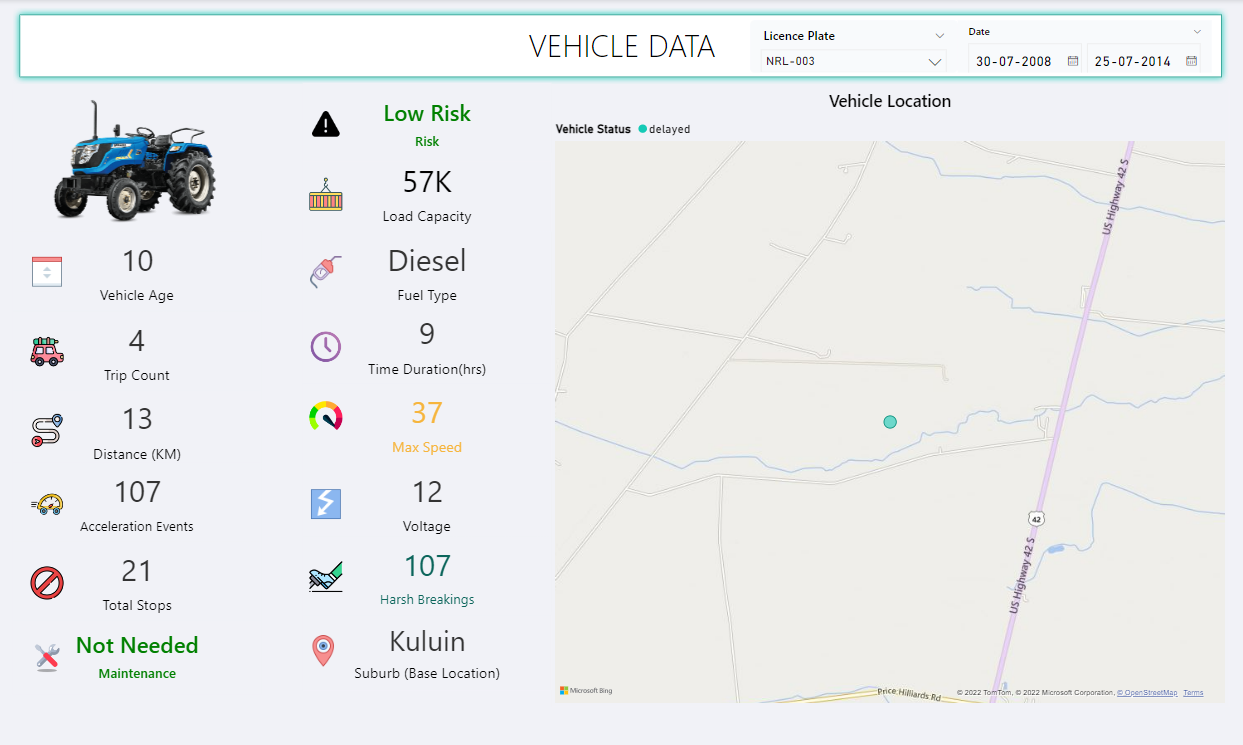 VEHICLE DATA
Licence Plate
NRL-003
Date
30-07-2008
25-07-2014
Low Risk
Risk
57K
Load Capacity
10
Vehicle Age
Diesel
Fuel Type
4
Trip Count
9
Time Duration(hrs)
13
Distance (KM)
37
Max Speed
107
Acceleration Events
12
Voltage
21
Total Stops
107
Harsh Breakings
Not Needed
Maintenance
Kuluin
Suburb (Base Location)
Vehicle Location
Vehicle Status delayed
US Highway 42 S
42
US Highway 42 S
Price Hilliards Rd
Microsoft Bing
© 2022 TomTom, © 2022 Microsoft Corporation, © OpenStreetMap Terms